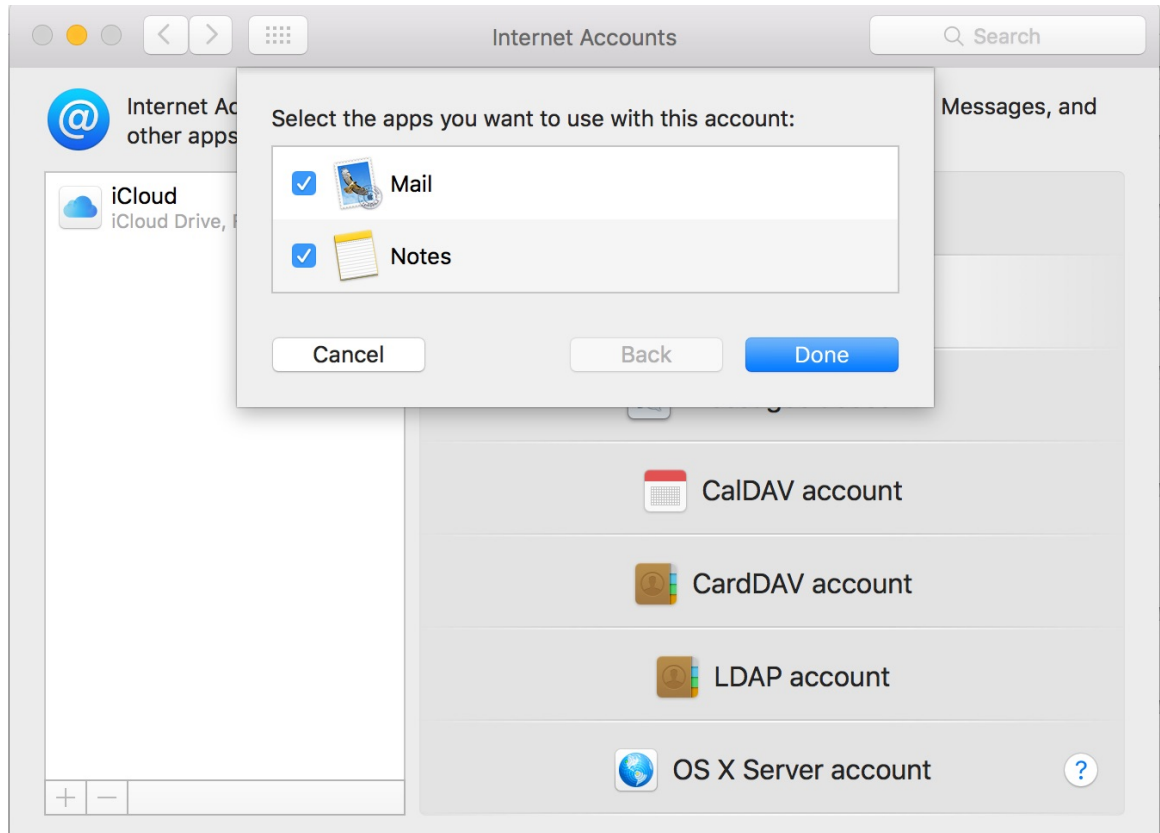 Internet Accounts
Search
Internet Ac
Messages, and
other apps
Select the apps you want to use with this account:
Mail
Notes
Cancel
Back
Done
iCloud
iCloud Drive,
CalDAV account
CardDAV account
LDAP account
OS X Server account
?